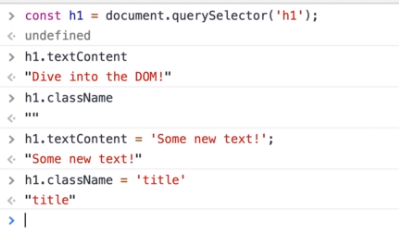 > const h1 = document.querySelector('h1');
<· undefined
> h1.textContent
<· "Dive into the DOM!"
> h1.className
<· ""
> h1.textContent = 'Some new text!';
<· "Some new text!"
> h1.className = 'title'
<· "title"
>